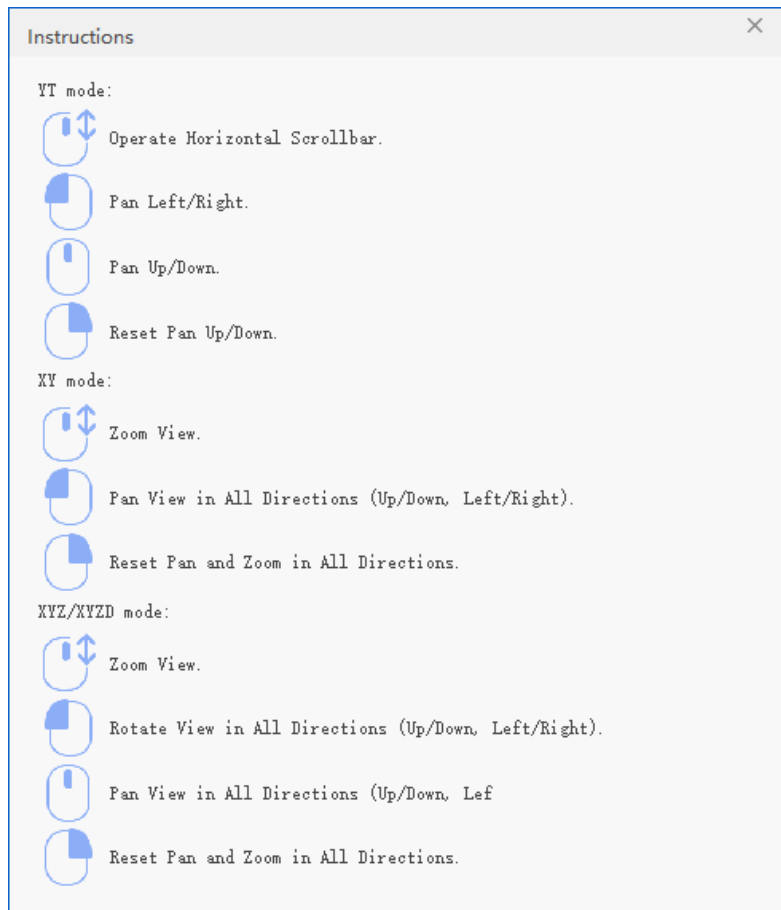 Instructions
YT mode:
Operate Horizontal Scrollbar.
Pan Left/Right.
Pan Up/Down.
Reset Pan Up/Down.
XY mode:
Zoom View.
Pan View in All Directions (Up/Down, Left/Right).
Reset Pan and Zoom in All Directions.
XYZ/XYZD mode:
Zoom View.
Rotate View in All Directions (Up/Down, Left/Right).
Pan View in All Directions (Up/Down, Lef
Reset Pan and Zoom in All Directions.